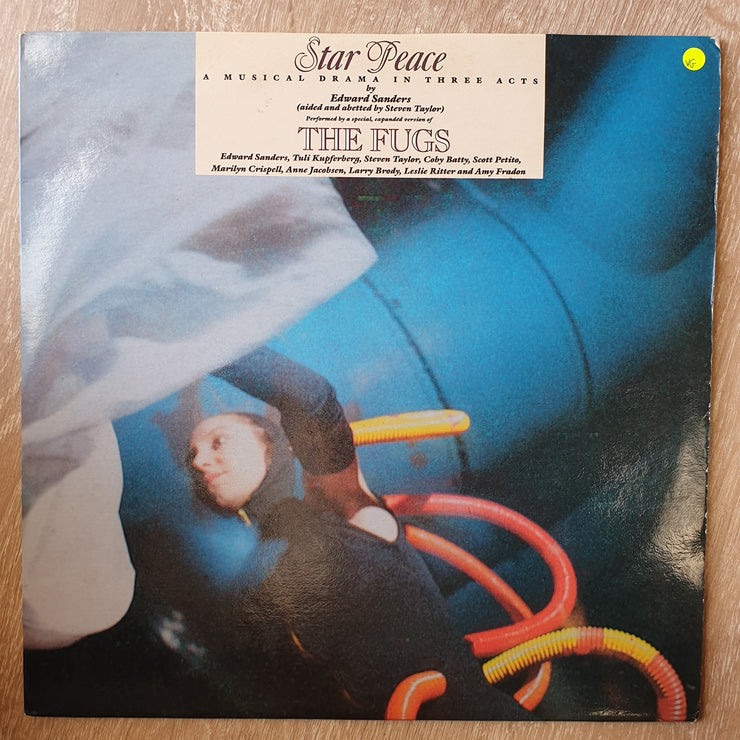 Star Peace
A MUSICAL DRAMA IN THREE ACTS
by
Edward Sanders
(aided and abetted by Steven Taylor)
Performed by a special, expanded version of
THE FUGS
Edward Sanders, Tuli Kupferberg, Steven Taylor, Coby Batty, Scott Petito,
Marilyn Crispell, Anne Jacobsen, Larry Brody, Leslie Ritter and Amy Fradon
VG